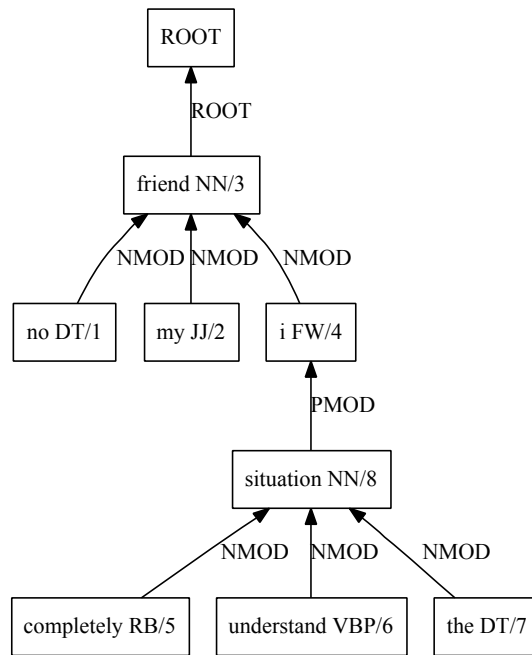 ROOT
ROOT
friend NN/3
NMOD NMOD NMOD
no DT/1 my JJ/2 i FW/4
PMOD
situation NN/8
NMOD NMOD NMOD
completely RB/5 understand VBP/6 the DT/7